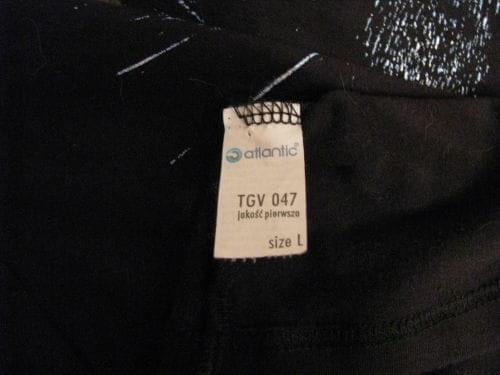 atlantic®
TGV 047
jakość pierwsza
size L